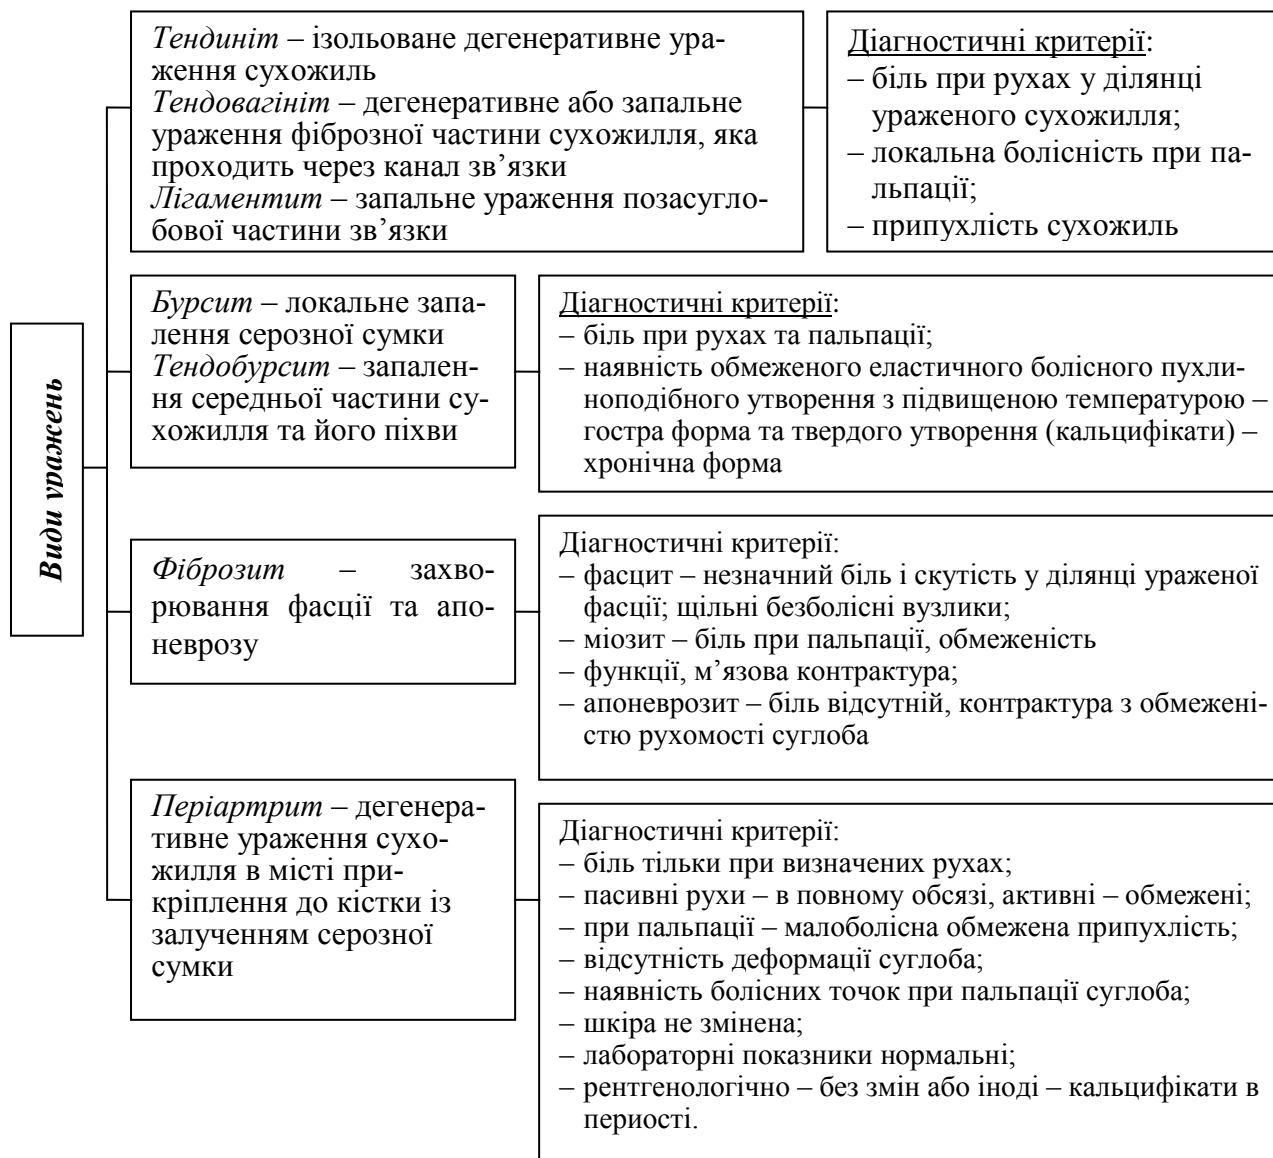 Види уражень
Тендиніт – ізольоване дегенеративне ура-
ження сухожиль
Тендовагініт – дегенеративне або запальне
ураження фіброзної частини сухожилля, яка
проходить через канал зв’язки
Лігаментит – запальне ураження позасугло-
бової частини зв’язки
Діагностичні критерії:
– біль при рухах у ділянці
ураженого сухожилля;
– локальна болісність при па-
льпації;
– припухлість сухожиль
Бурсит – локальне запа-
лення серозної сумки
Тендобурсит – запален-
ня середньої частини су-
хожилля та його піхви
Діагностичні критерії:
– біль при рухах та пальпації;
– наявність обмеженого еластичного болісного пухли-
ноподібного утворення з підвищеною температурою –
гостра форма та твердого утворення (кальцифікати) –
хронічна форма
Фіброзит – захво-
рювання фасції та апо-
неврозу
Діагностичні критерії:
– фасцит – незначний біль і скутість у ділянці ураженої
фасції; щільні безболісні вузлики;
– міозит – біль при пальпації, обмеженість
– функції, м’язова контрактура;
– апоневрозит – біль відсутній, контрактура з обмежені-
стю рухомості суглоба
Періартрит – дегенера-
тивне ураження сухо-
жилля в місті при-
кріплення до кістки із
залученням серозної
сумки
Діагностичні критерії:
– біль тільки при визначених рухах;
– пасивні рухи – в повному обсязі, активні – обмежені;
– при пальпації – малоболісна обмежена припухлість;
– відсутність деформації суглоба;
– наявність болісних точок при пальпації суглоба;
– шкіра не змінена;
– лабораторні показники нормальні;
– рентгенологічно – без змін або іноді – кальцифікати в
периості.